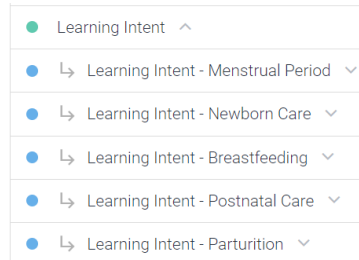 Learning Intent
Learning Intent - Menstrual Period
Learning Intent - Newborn Care
Learning Intent - Breastfeeding
Learning Intent - Postnatal Care
Learning Intent - Parturition